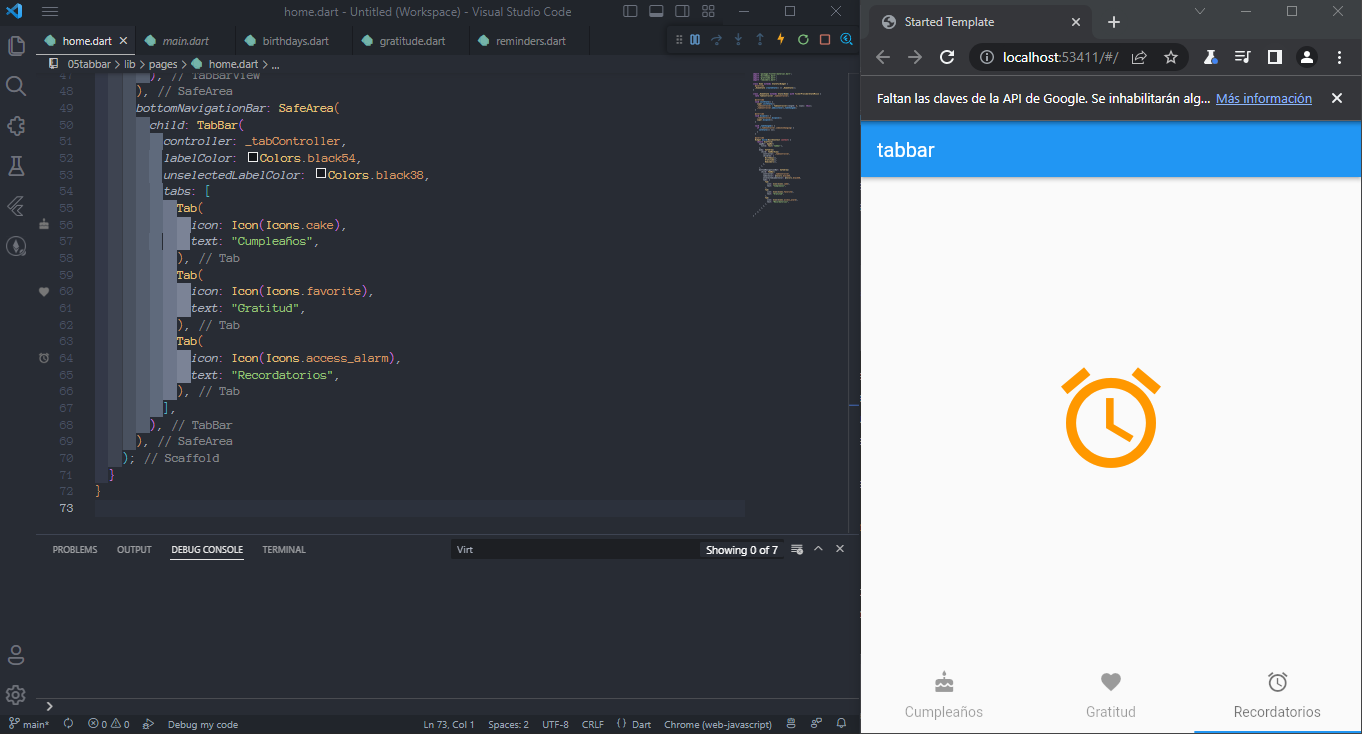 home.dart - Untitled (Workspace) - Visual Studio Code
home.dart
main.dart
birthdays.dart
gratitude.dart
reminders.dart
05tabbar > lib > pages > home.dart > ...
47 ), // TabBarView
48 ), // SafeArea
49 bottomNavigationBar: SafeArea(
50 child: TabBar(
51 controller: _tabController,
52 labelColor: Colors.black54,
53 unselectedLabelColor: Colors.black38,
54 tabs: [
55 Tab(
56 icon: Icon(Icons.cake),
57 text: "Cumpleaños",
58 ), // Tab
59 Tab(
60 icon: Icon(Icons.favorite),
61 text: "Gratitud",
62 ), // Tab
63 Tab(
64 icon: Icon(Icons.access_alarm),
65 text: "Recordatorios",
66 ), // Tab
67 ],
68 ), // TabBar
69 ), // SafeArea
70 ); // Scaffold
71 }
72 }
73
PROBLEMS
OUTPUT
DEBUG CONSOLE
TERMINAL
Virt
Showing 0 of 7
main*
0
0
Debug my code
Ln 73, Col 1
Spaces: 2
UTF-8
CRLF
Dart
Chrome (web-javascript)
Started Template
localhost:53411/#/
Faltan las claves de la API de Google. Se inhabilitarán alg... Más información
tabbar
Cumpleaños
Gratitud
Recordatorios